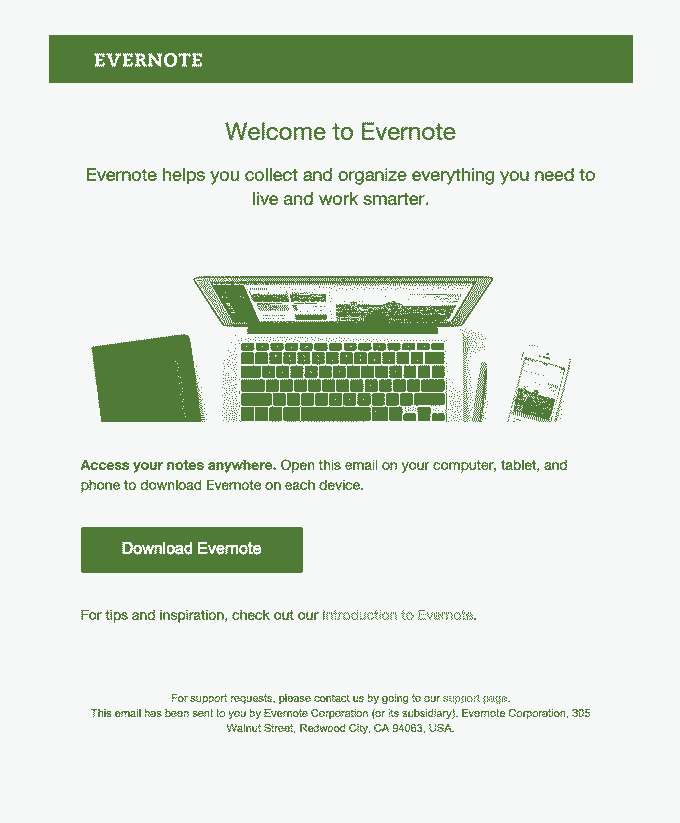 EVERNOTE
Welcome to Evernote
Evernote helps you collect and organize everything you need to
live and work smarter.
Access your notes anywhere. Open this email on your computer, tablet, and
phone to download Evernote on each device.
Download Evernote
For tips and inspiration, check out our Introduction to Evernote.
For support requests, please contact us by going to our support page.
This email has been sent to you by Evernote Corporation (or its subsidiary). Evernote Corporation, 305
Walnut Street, Redwood City, CA 94063, USA.